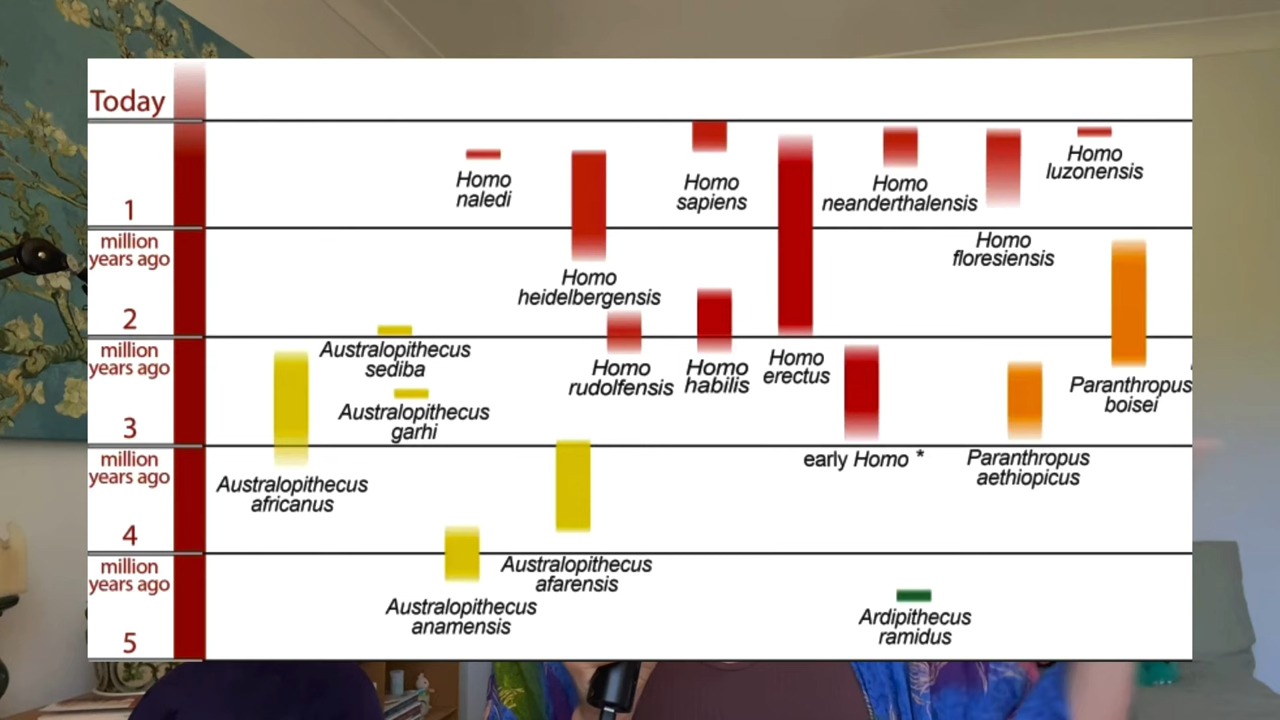 Today
1
million
years ago
2
million
years ago
3
million
years ago
4
million
years ago
5
Homo
naledi
Homo
heidelbergensis
Homo
sapiens
Homo
erectus
Homo
neanderthalensis
Homo
floresiensis
Homo
luzonensis
Australopithecus
sediba
Homo
rudolfensis
Homo
habilis
Paranthropus
boisei
Australopithecus
garhi
Australopithecus
africanus
early Homo *
Paranthropus
aethiopicus
Australopithecus
afarensis
Australopithecus
anamensis
Ardipithecus
ramidus